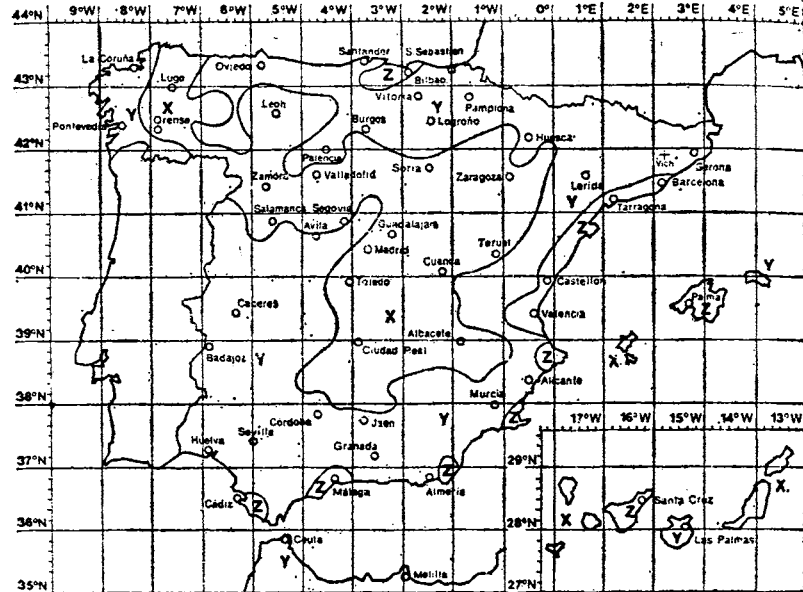 44°N 9°W 8°W 7°W 6°W 5°W 4°W 3°W 2°W 1°W 0° 1°E 2°E 3°E 4°E
La Coruña Oviedo Santander S Sebastian
43°N Lugo Z Bilbao
Y X Leon Vitoria Y Pamplona
Pontevedra Orense Burgos Logroño
42°N Huesca
Palencia Vich Gerona
Zamora Valladolid Soria Zaragoza Lerida Barcelona
41°N Y Tarragona
Salamanca Segovia
Avila Guadalajara Z
Madrid Teruel
40°N Cuenca Y
Toledo Castellon Palma
Caceres X Valencia Z
39°N Albacete
Badajoz Y Ciudad Real Z X
Alicante
38°N Murcia 17°W 16°W 15°W 14°W 13°W
Cordoba Jaen Y Z
Huelva Sevilla
37°N Granada 29°N
Z Z X
Cádiz Z Málaga Almeria Santa Cruz
36°N X Z 28°N
Ceuta Y Las Palmas
Y
35°N Melilla 27°N